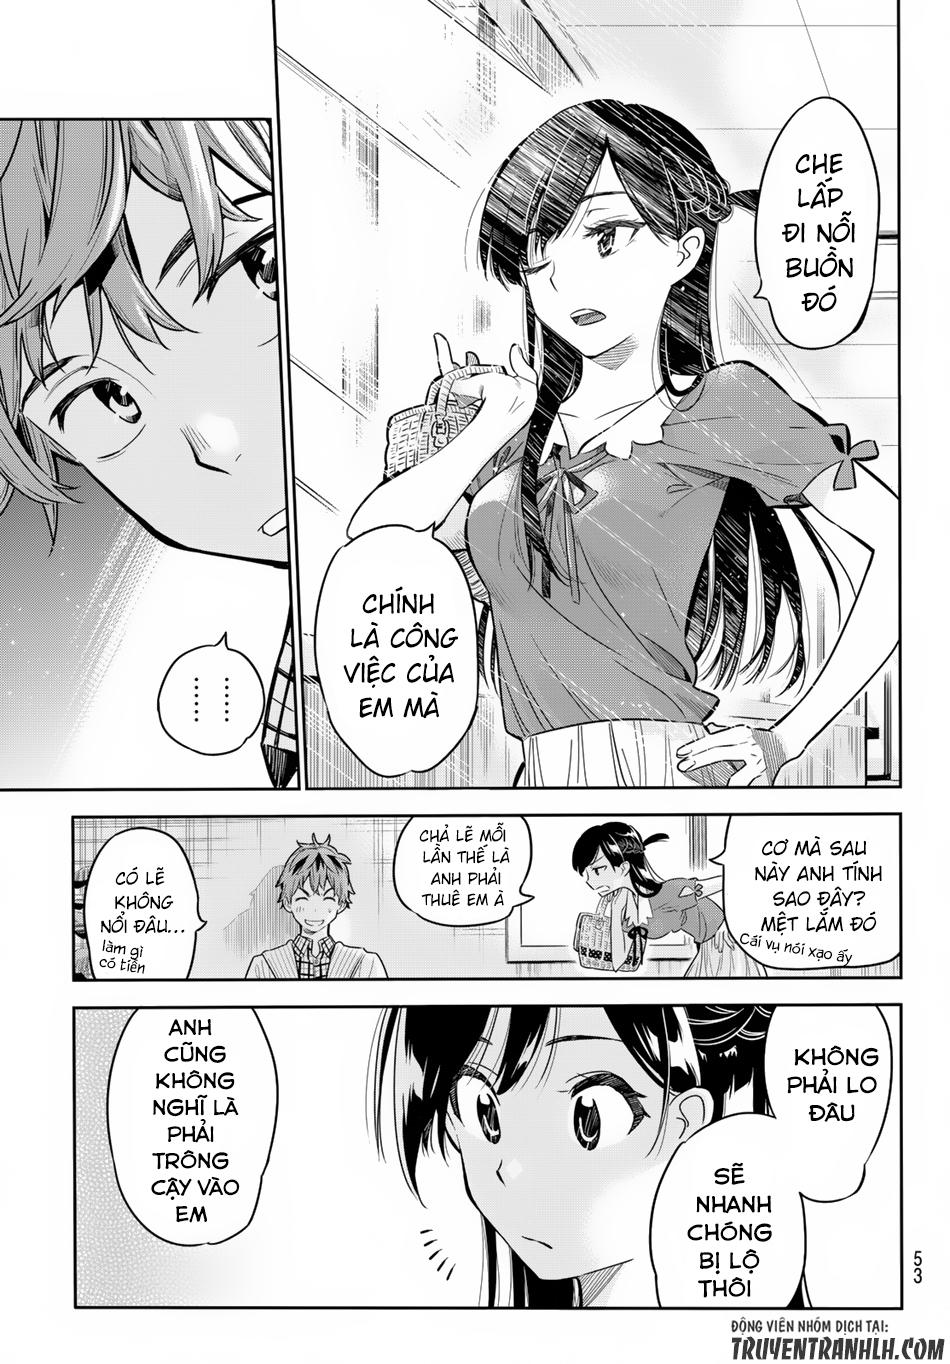 CHE
LẤP
ĐI NỖI
BUỒN
ĐÓ
CHÍNH
LÀ CÔNG
VIỆC CỦA
EM MÀ
......
CƠ MÀ SAU
NÀY ANH TÍNH
SAO ĐÂY?
MỆT LẮM ĐÓ
Cái vụ nói xạo ấy
CHẢ LẼ MỖI
LẦN THẾ LÀ
ANH PHẢI
THUÊ EM À
CÓ LẼ
KHÔNG
NỔI ĐÂU...
làm gì
có tiền
KHÔNG
PHẢI LO
ĐÂU
SẼ
NHANH
CHÓNG
BỊ LỘ
THÔI
ANH
CŨNG
KHÔNG
NGHĨ LÀ
PHẢI
TRÔNG
CẬY VÀO
EM
53
ĐỘNG VIÊN NHÓM DỊCH TẠI:
TRUYENTRANHLH.COM